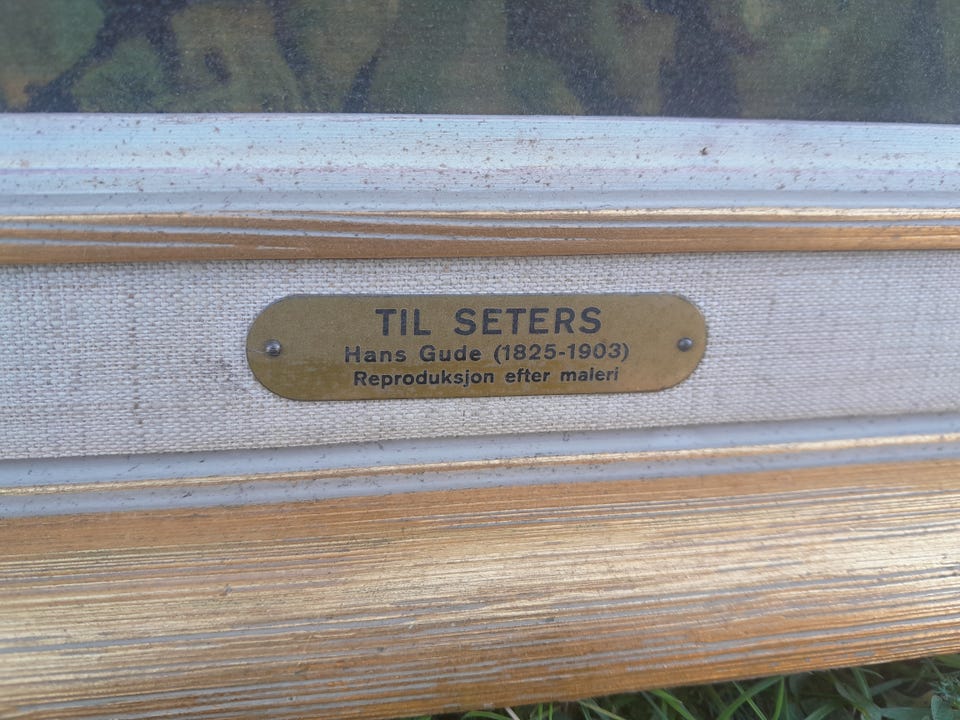 TIL SETERS
Hans Gude (1825-1903)
Reproduksjon efter maleri